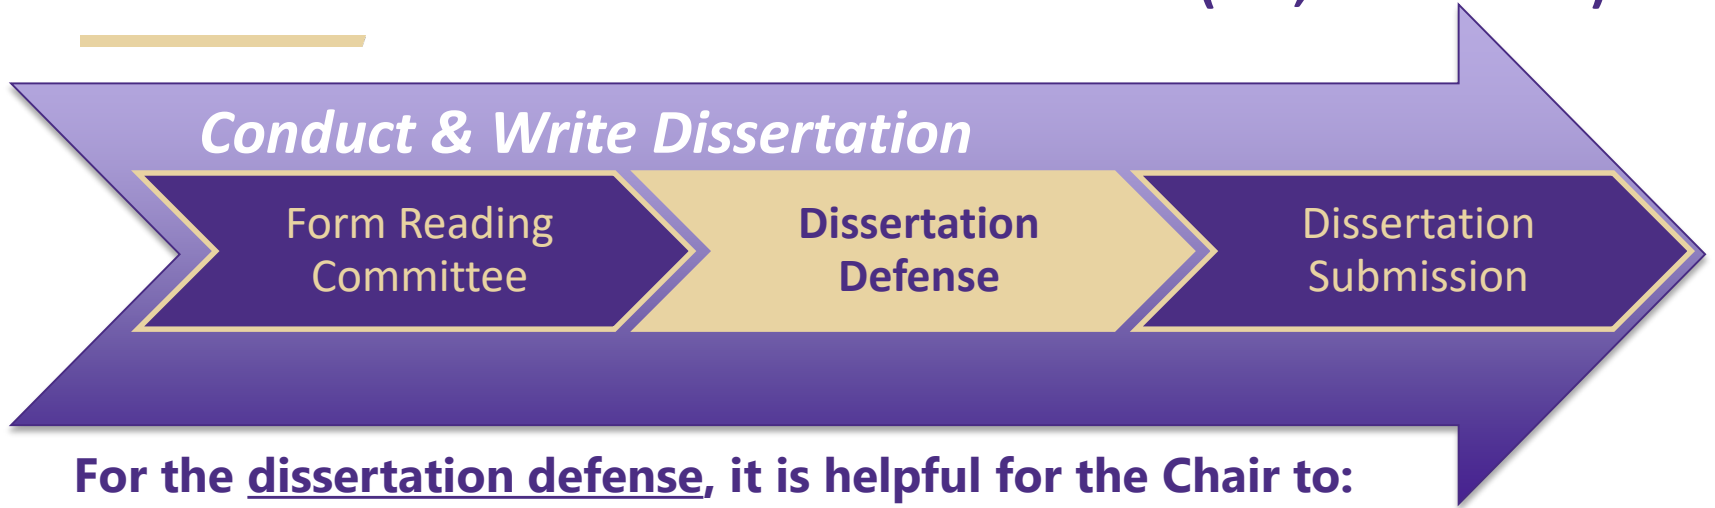 Conduct & Write Dissertation
Form Reading
Committee
Dissertation
Defense
Dissertation
Submission
For the dissertation defense, it is helpful for the Chair to: